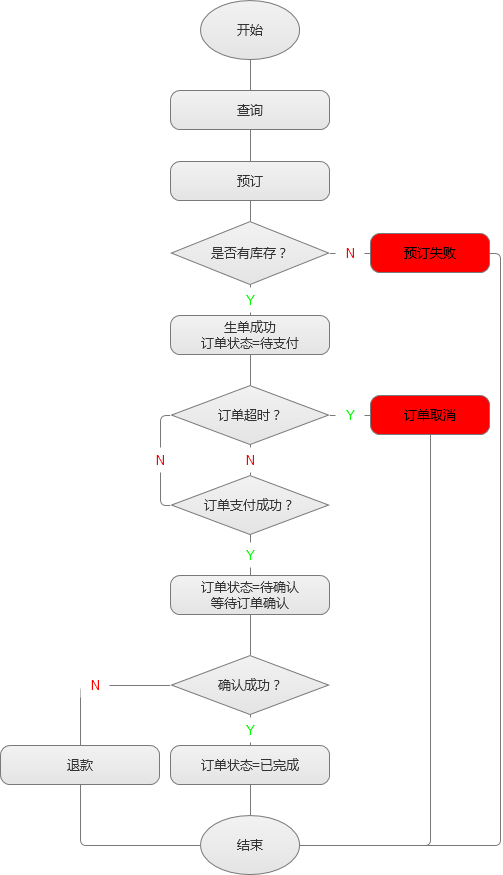 开始
查询
预订
是否有库存？
N
预订失败
Y
生单成功
订单状态=待支付
订单超时？
Y
订单取消
N
N
订单支付成功？
Y
订单状态=待确认
等待订单确认
确认成功？
N
Y
退款
订单状态=已完成
结束